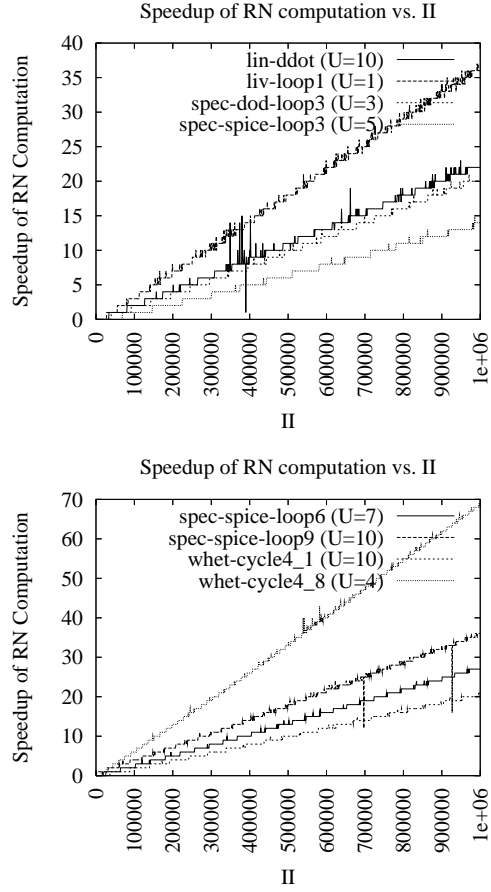 Speedup of RN computation vs. II
Speedup of RN Computation
40
35
30
25
20
15
10
5
0
lin-ddot (U=10)
liv-loop1 (U=1)
spec-dod-loop3 (U=3)
spec-spice-loop3 (U=5)
0
100000
200000
300000
400000
500000
600000
700000
800000
900000
1e+06
II
Speedup of RN computation vs. II
Speedup of RN Computation
70
60
50
40
30
20
10
0
spec-spice-loop6 (U=7)
spec-spice-loop9 (U=10)
whet-cycle4_1 (U=10)
whet-cycle4_8 (U=4)
0
100000
200000
300000
400000
500000
600000
700000
800000
900000
1e+06
II